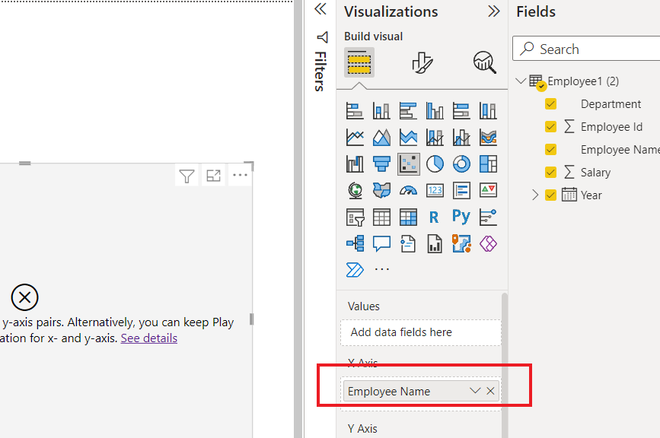 Visualizations
Fields
Build visual
Filters
Search
Employee1 (2)
Department
Employee Id
Employee Name
Salary
Year
123
R
Py
y-axis pairs. Alternatively, you can keep Play
ation for x- and y-axis. See details
Values
Add data fields here
X Axis
Employee Name
Y Axis